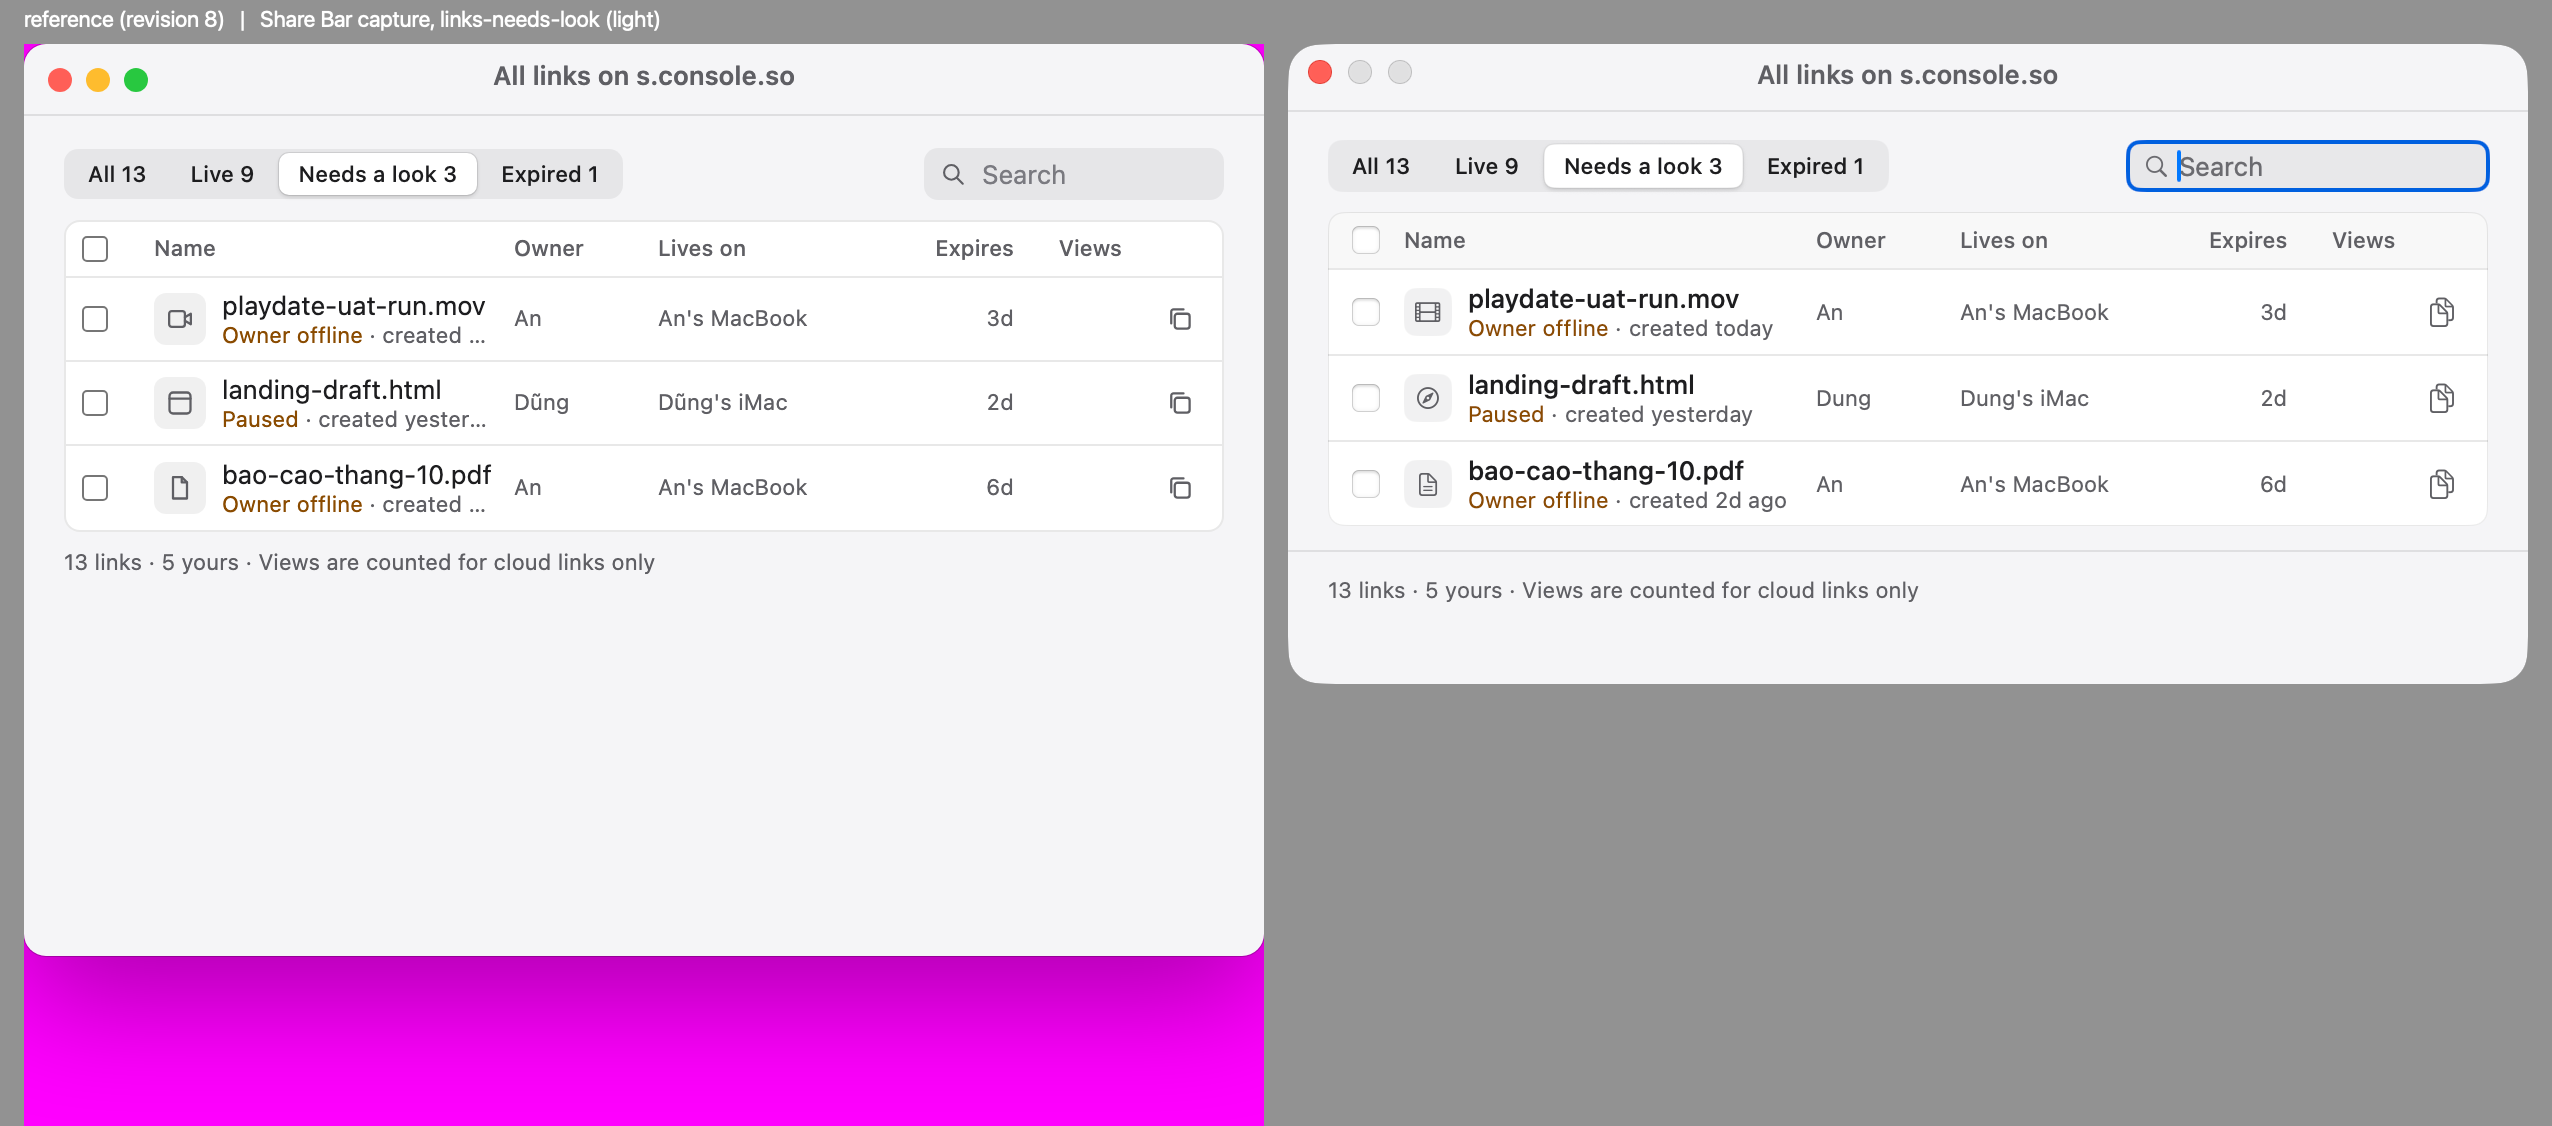 reference (revision 8) | Share Bar capture, links-needs-look (light)
All links on s.console.so
All 13 Live 9 Needs a look 3 Expired 1 Search
Name Owner Lives on Expires Views
playdate-uat-run.mov An An's MacBook 3d
Owner offline · created ...
landing-draft.html Dũng Dũng's iMac 2d
Paused · created yester...
bao-cao-thang-10.pdf An An's MacBook 6d
Owner offline · created ...
13 links · 5 yours · Views are counted for cloud links only
All links on s.console.so
All 13 Live 9 Needs a look 3 Expired 1 Search
Name Owner Lives on Expires Views
playdate-uat-run.mov An An's MacBook 3d
Owner offline · created today
landing-draft.html Dung Dung's iMac 2d
Paused · created yesterday
bao-cao-thang-10.pdf An An's MacBook 6d
Owner offline · created 2d ago
13 links · 5 yours · Views are counted for cloud links only